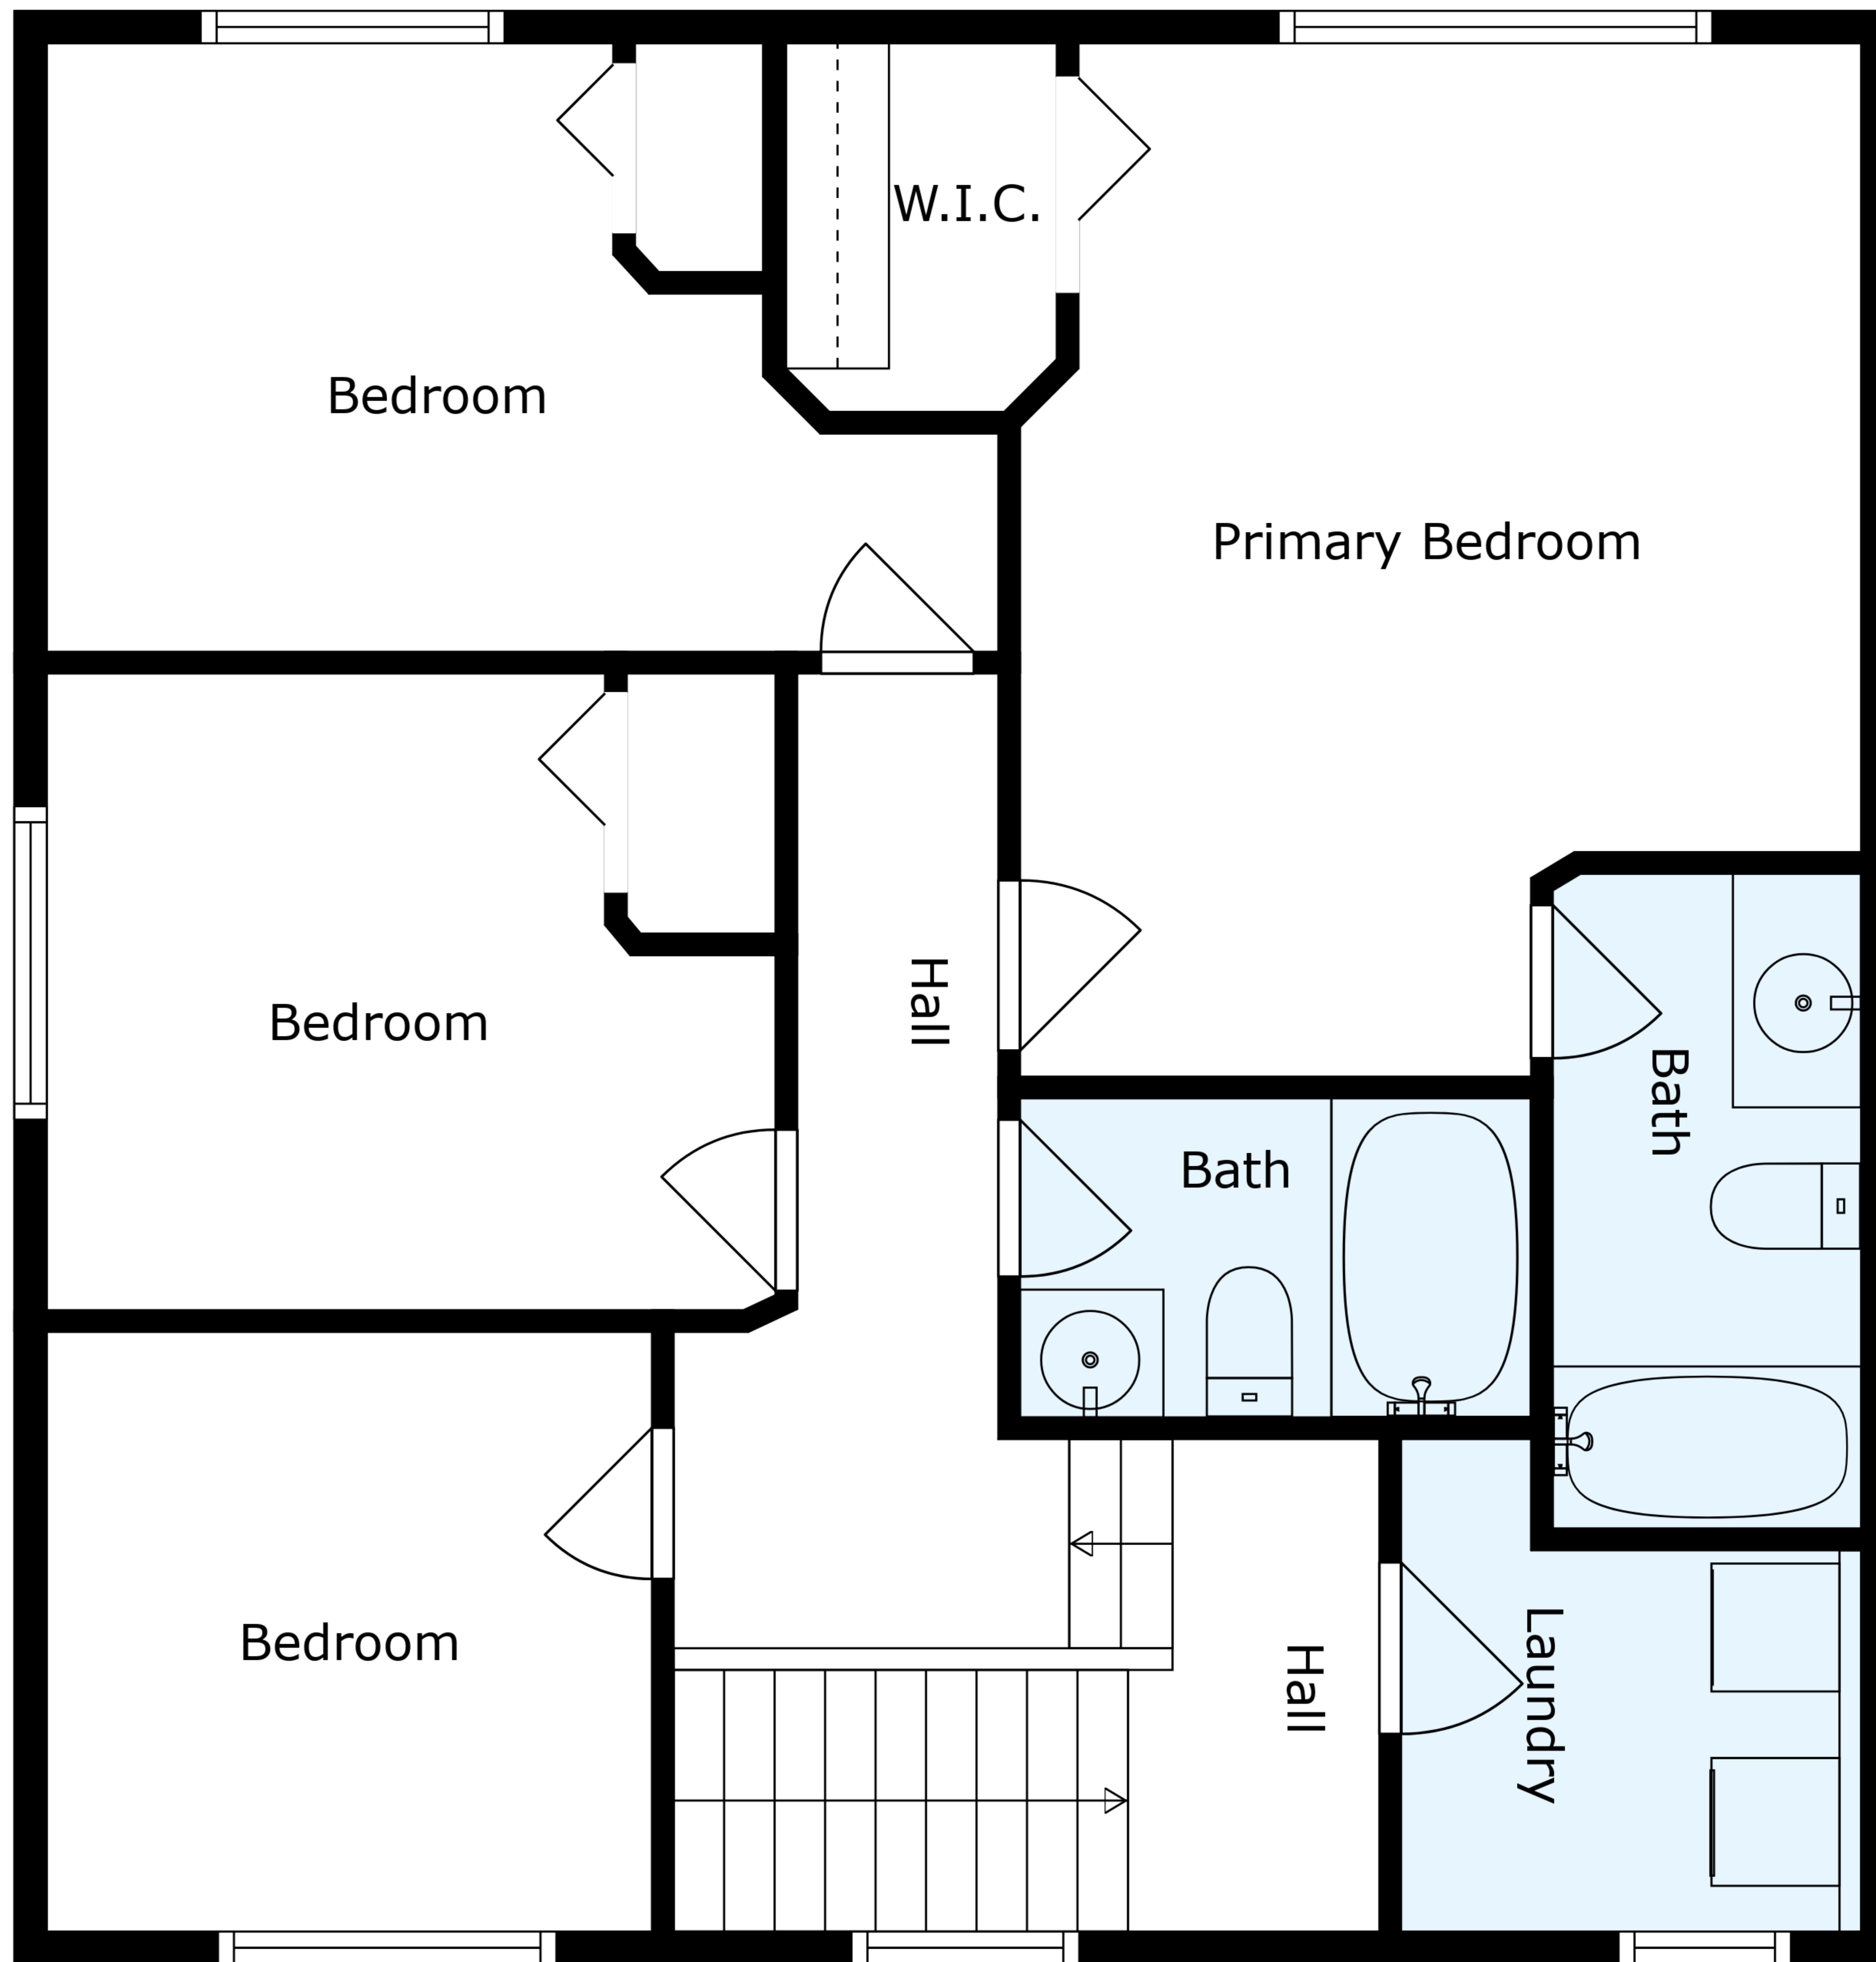 W.I.C.
Bedroom
Primary Bedroom
Hall
Bedroom
Bath
Bath
Bedroom
Hall
Laundry